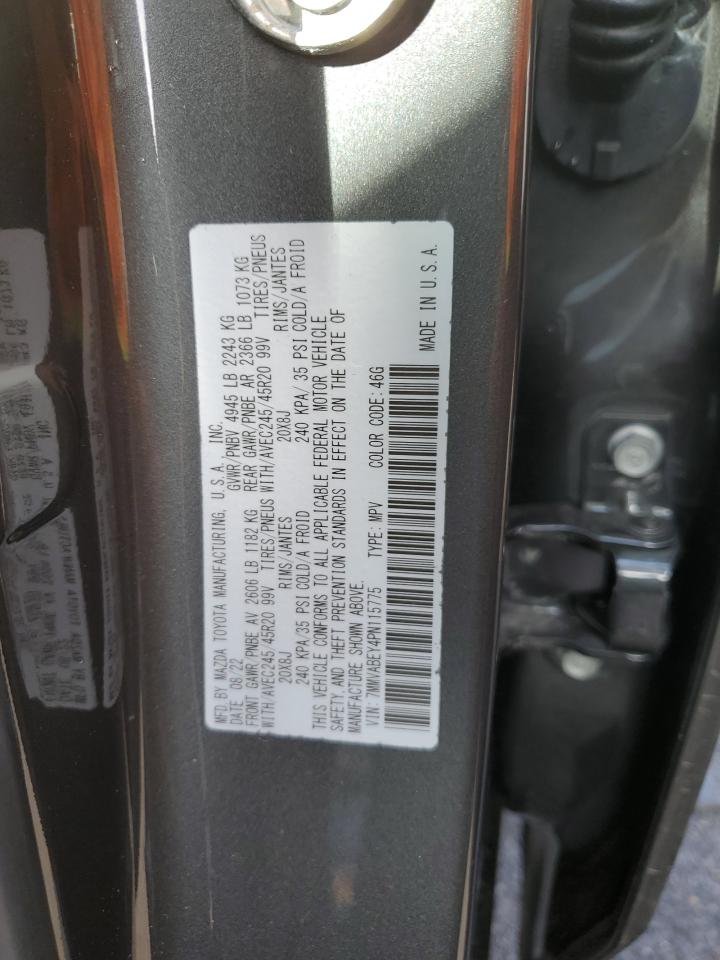 MFD.BY MAZDA TOYOTA MANUFACTURING, U.S.A., INC.
DATE 08/22 GVWR/PNBV 4945 LB 2243 KG
FRONT GAWR/PNBE AV 2606 LB 1182 KG REAR GAWR/PNBE AR 2366 LB 1073 KG
WITH/AVEC245/45R20 99V TIRES/PNEUS WITH/AVEC245/45R20 99V TIRES/PNEUS
20X8J RIMS/JANTES 20X8J RIMS/JANTES
240 KPA/35 PSI COLD/A FROID 240 KPA/ 35 PSI COLD/A FROID
THIS VEHICLE CONFORMS TO ALL APPLICABLE FEDERAL MOTOR VEHICLE
SAFETY, AND THEFT PREVENTION STANDARDS IN EFFECT ON THE DATE OF
MANUFACTURE SHOWN ABOVE.
VIN: 7MMVABEY4PN115775 TYPE: MPV COLOR CODE: 46G
MADE IN U.S.A.